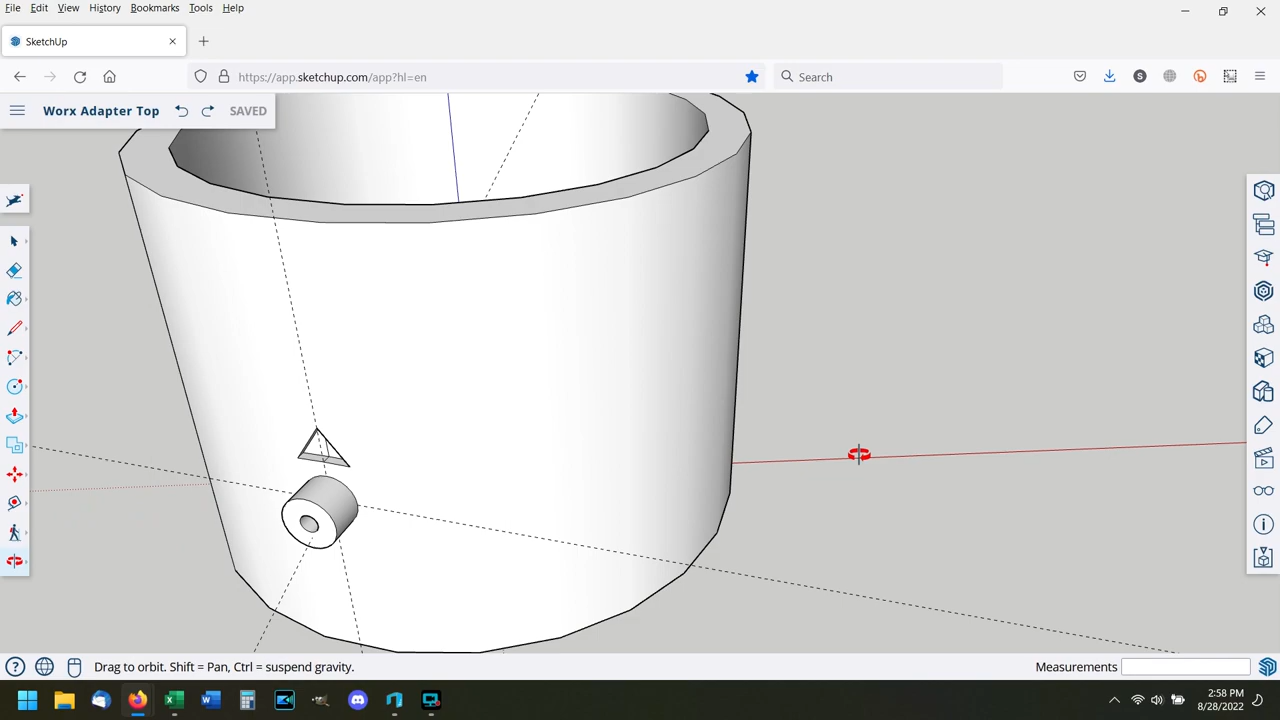 File Edit View History Bookmarks Tools Help
SketchUp
https://app.sketchup.com/app?hl=en
Search
S
Worx Adapter Top SAVED
Drag to orbit. Shift = Pan, Ctrl = suspend gravity.
Measurements
2:58 PM
8/28/2022